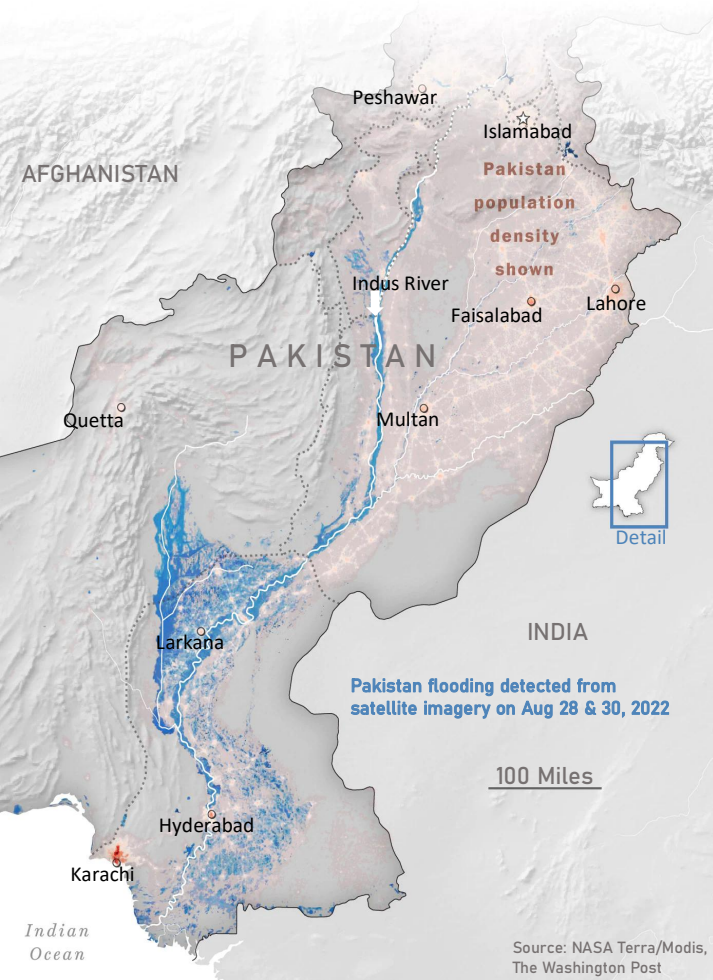 Peshawar
Islamabad
AFGHANISTAN
Pakistan
population
density
shown
Indus River
Lahore
Faisalabad
PAKISTAN
Quetta
Multan
Detail
INDIA
Larkana
Pakistan flooding detected from
satellite imagery on Aug 28 & 30, 2022
100 Miles
Hyderabad
Karachi
Indian
Ocean
Source: NASA Terra/Modis,
The Washington Post